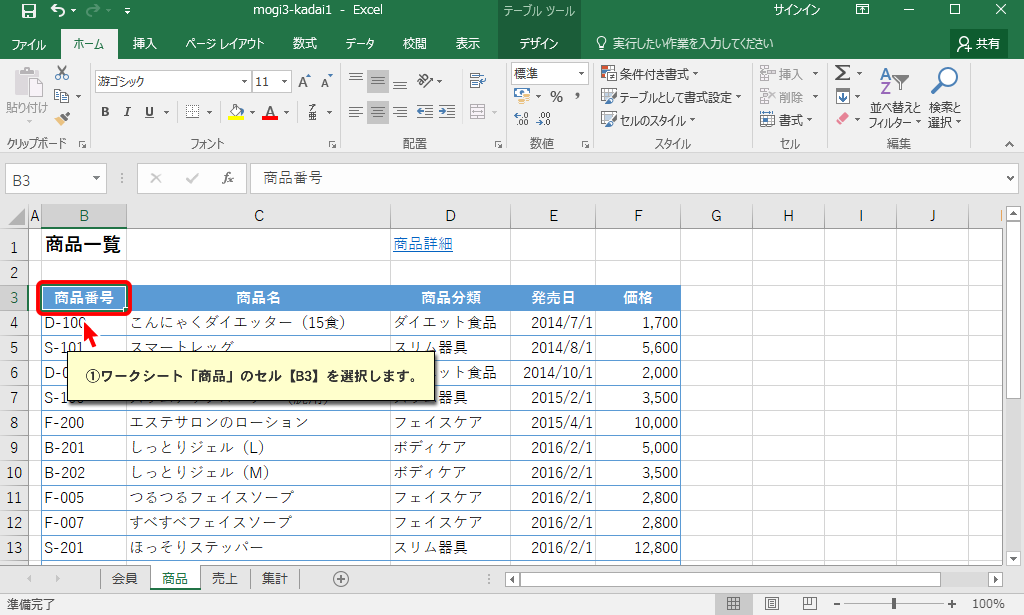 mogi3-kadai1 - Excel
テーブル ツール
サインイン
ファイル ホーム 挿入 ページ レイアウト 数式 データ 校閲 表示 デザイン 実行したい作業を入力してください 共有
貼り付け
クリップボード
游ゴシック 11
B I U
フォント
配置
標準
数値
条件付き書式
テーブルとして書式設定
セルのスタイル
スタイル
挿入
削除
書式
セル
並べ替えと
フィルター
検索と
選択
編集
B3 fx 商品番号
A B C D E F G H I J
1 商品一覧 商品詳細
2
3 商品番号 商品名 商品分類 発売日 価格
4 D-100 こんにゃくダイエッター（15食） ダイエット食品 2014/7/1 1,700
5 S-101 スマートレッグ スリム器具 2014/8/1 5,600
6 ット食品 2014/10/1 2,000
7 器具 2015/2/1 3,500
①ワークシート「商品」のセル【B3】を選択します。
8 F-200 エステサロンのローション フェイスケア 2015/4/1 10,000
9 B-201 しっとりジェル（L） ボディケア 2016/2/1 5,000
10 B-202 しっとりジェル（M） ボディケア 2016/2/1 3,500
11 F-005 つるつるフェイスソープ フェイスケア 2016/2/1 2,800
12 F-007 すべすべフェイスソープ フェイスケア 2016/2/1 2,800
13 S-201 ほっそりステッパー スリム器具 2016/2/1 12,800
会員 商品 売上 集計
準備完了 100%